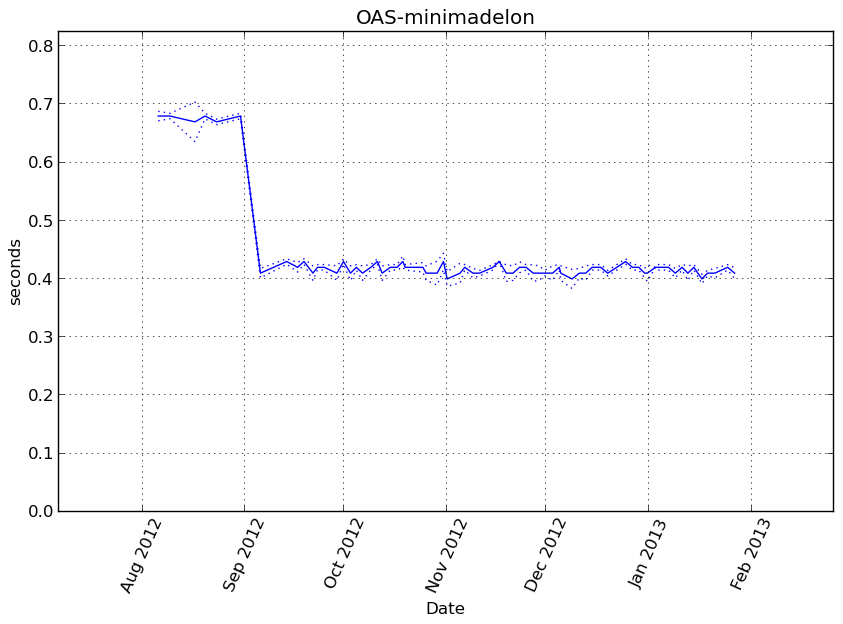 OAS-minimadelon
0.8
0.7
0.6
0.5
0.4
0.3
0.2
0.1
0.0
seconds
Aug 2012
Sep 2012
Oct 2012
Nov 2012
Dec 2012
Jan 2013
Feb 2013
Date